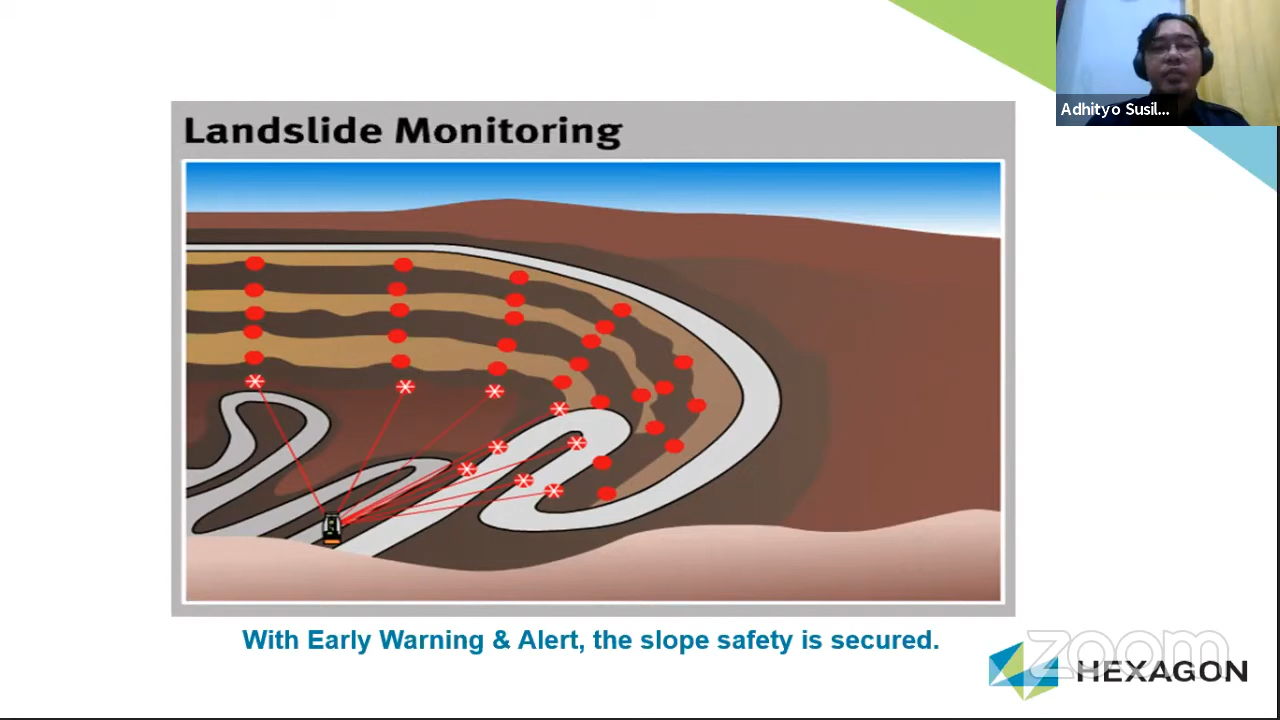 Adhityo Susil...
Landslide Monitoring
With Early Warning & Alert, the slope safety is secured.
zoom
HEXAGON